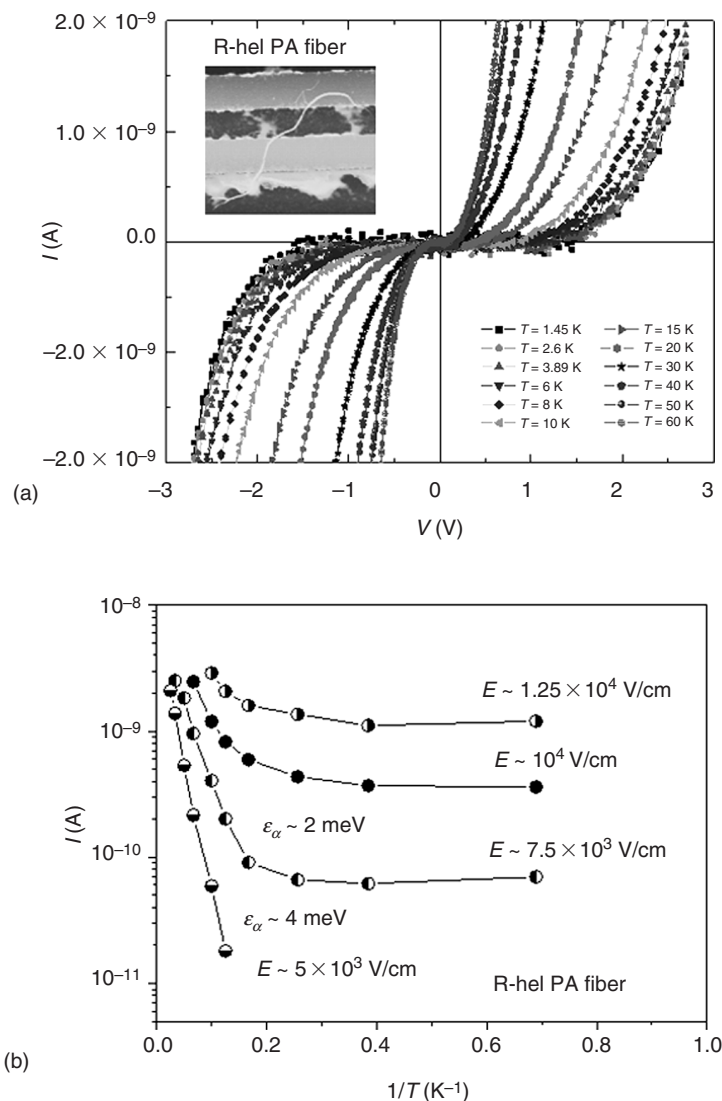 2.0 × 10⁻⁹
R-hel PA fiber
1.0 × 10⁻⁹
0.0
I (A)
−2.0 × 10⁻⁹
−2.0 × 10⁻⁹
T = 1.45 K
T = 2.6 K
T = 3.89 K
T = 6 K
T = 8 K
T = 10 K
T = 15 K
T = 20 K
T = 30 K
T = 40 K
T = 50 K
T = 60 K
−3 −2 −1 0 1 2 3
(a)
V (V)
10⁻⁸
E ~ 1.25 × 10⁴ V/cm
10⁻⁹
E ~ 10⁴ V/cm
I (A)
εα ~ 2 meV
E ~ 7.5 × 10³ V/cm
10⁻¹⁰
εα ~ 4 meV
E ~ 5 × 10³ V/cm
10⁻¹¹
R-hel PA fiber
0.0 0.2 0.4 0.6 0.8 1.0
(b)
1/T (K⁻¹)